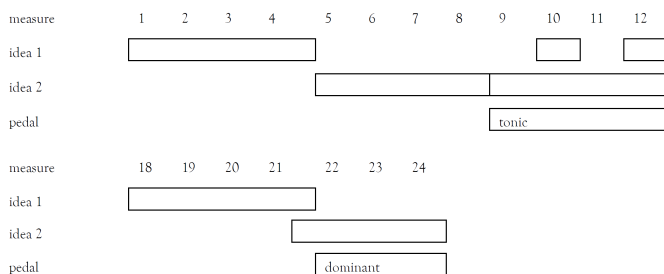 measure 1 2 3 4 5 6 7 8 9 10 11 12
idea 1
idea 2
pedal tonic
measure 18 19 20 21 22 23 24
idea 1
idea 2
pedal dominant